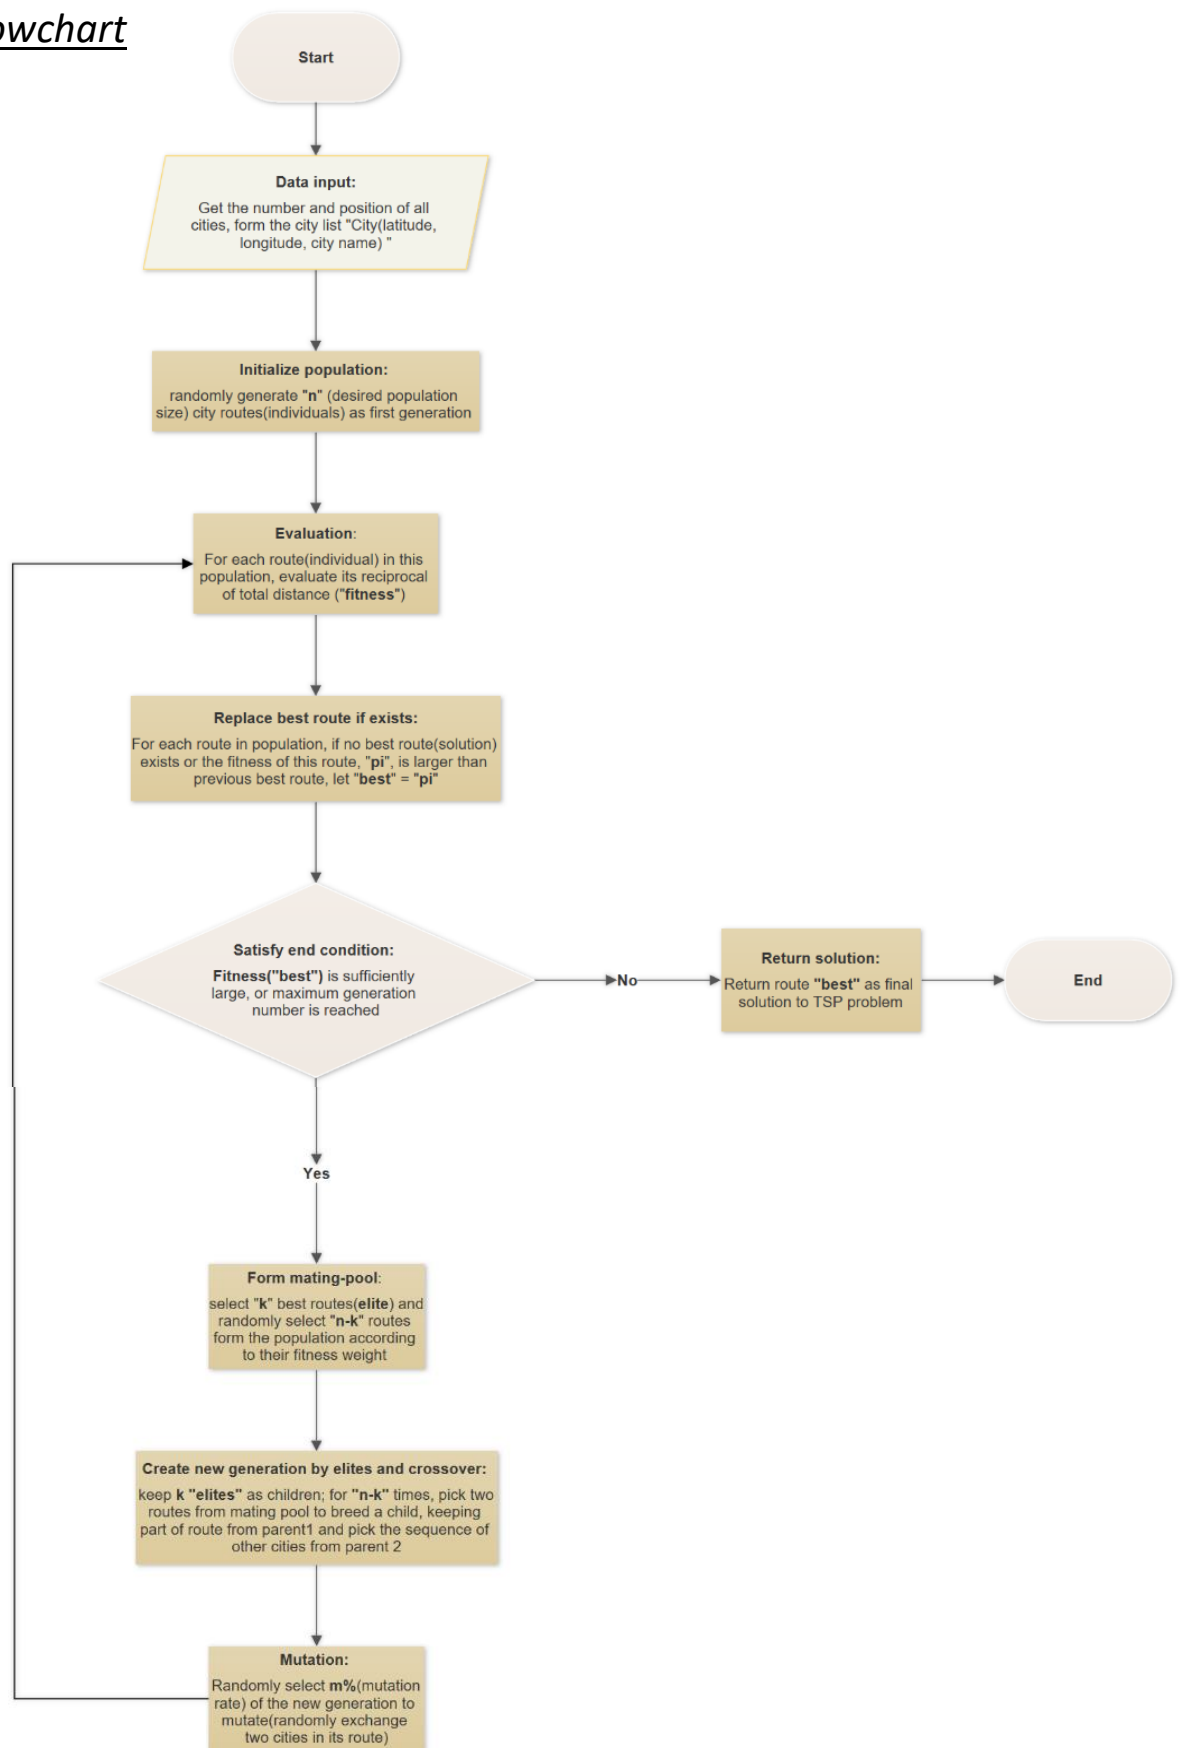 owchart
Start
Data input:
Get the number and position of all
cities, form the city list "City(latitude,
longitude, city name) "
Initialize population:
randomly generate "n" (desired population
size) city routes(individuals) as first generation
Evaluation:
For each route(individual) in this
population, evaluate its reciprocal
of total distance ("fitness")
Replace best route if exists:
For each route in population, if no best route(solution)
exists or the fitness of this route, "pi", is larger than
previous best route, let "best" = "pi"
Satisfy end condition:
Fitness("best") is sufficiently
large, or maximum generation
number is reached
No
Return solution:
Return route "best" as final
solution to TSP problem
End
Yes
Form mating-pool:
select "k" best routes(elite) and
randomly select "n-k" routes
form the population according
to their fitness weight
Create new generation by elites and crossover:
keep k "elites" as children; for "n-k" times, pick two
routes from mating pool to breed a child, keeping
part of route from parent1 and pick the sequence of
other cities from parent 2
Mutation:
Randomly select m%(mutation
rate) of the new generation to
mutate(randomly exchange
two cities in its route)